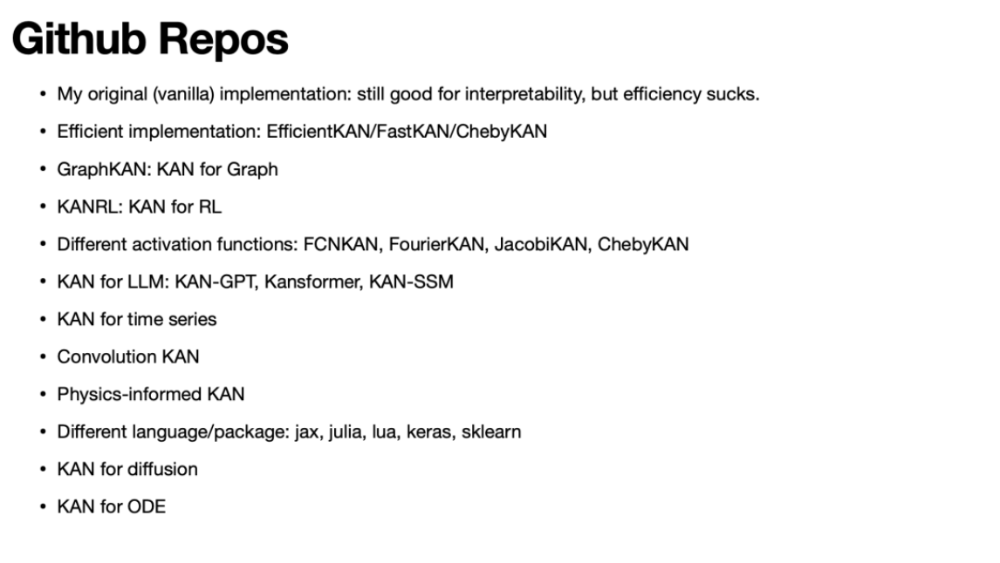 Github Repos
• My original (vanilla) implementation: still good for interpretability, but efficiency sucks.
• Efficient implementation: EfficientKAN/FastKAN/ChebyKAN
• GraphKAN: KAN for Graph
• KANRL: KAN for RL
• Different activation functions: FCNKAN, FourierKAN, JacobiKAN, ChebyKAN
• KAN for LLM: KAN-GPT, Kansformer, KAN-SSM
• KAN for time series
• Convolution KAN
• Physics-informed KAN
• Different language/package: jax, julia, lua, keras, sklearn
• KAN for diffusion
• KAN for ODE